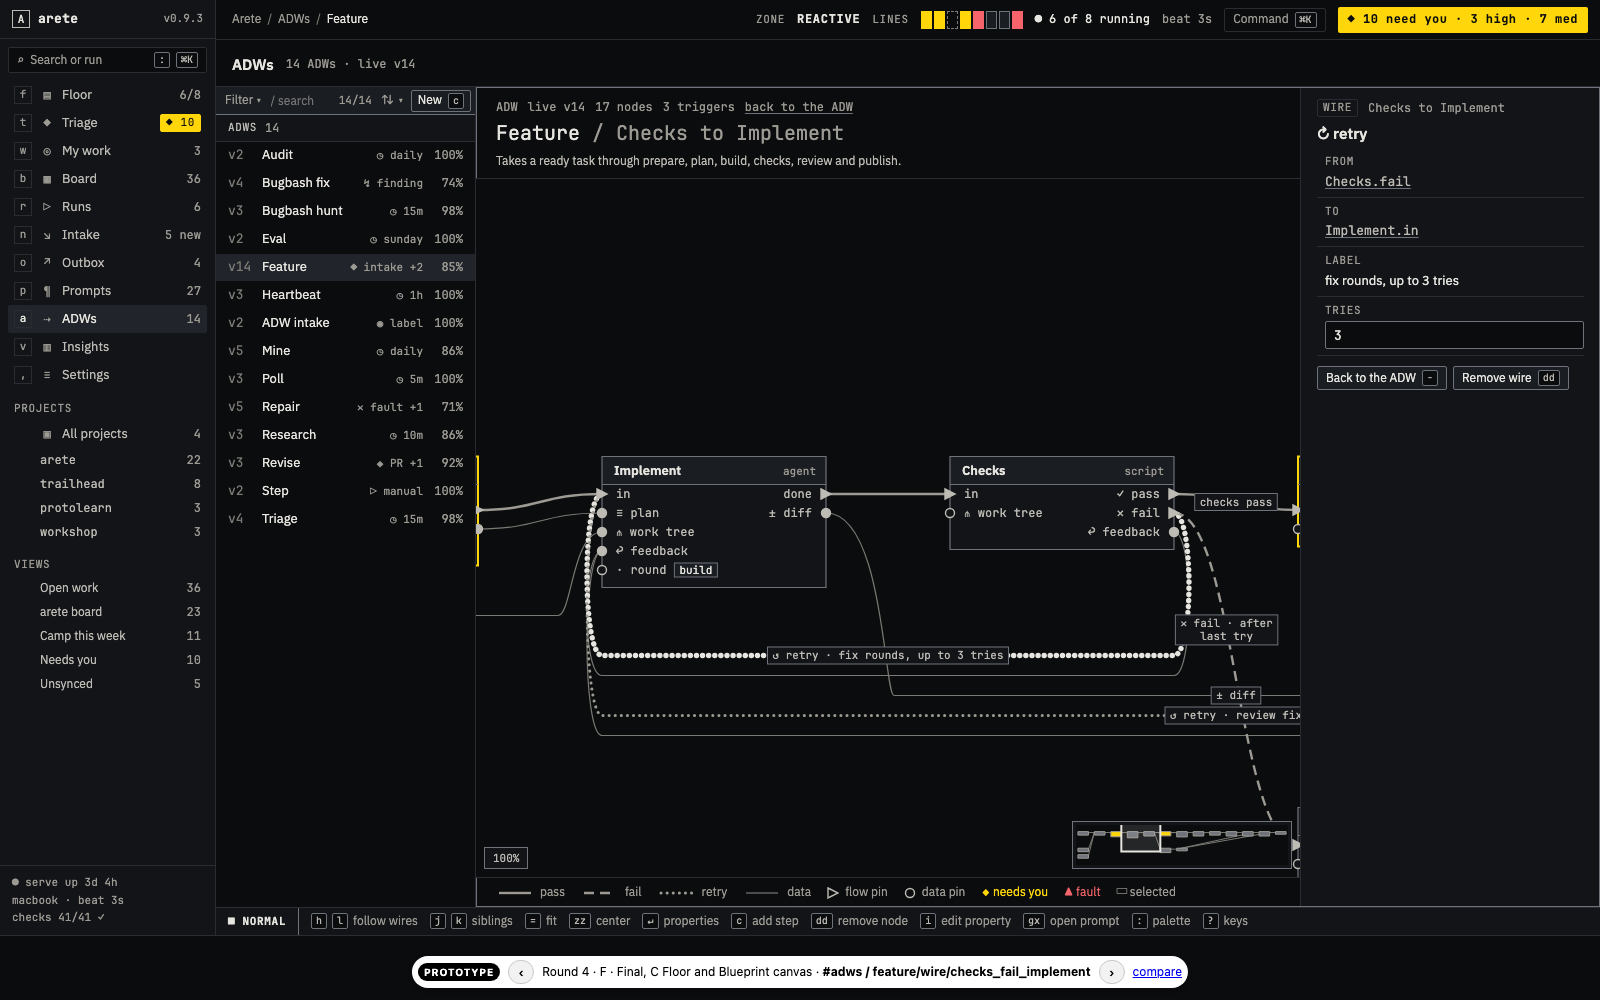 A arete v0.9.3
Search or run : ⌘K
f Floor 6/8
t Triage ◆ 10
w My work 3
b Board 36
r Runs 6
n Intake 5 new
o Outbox 4
p ¶ Prompts 27
a → ADWs 14
v Insights
, Settings
PROJECTS
All projects 4
arete 22
trailhead 8
protolearn 3
workshop 3
VIEWS
Open work 36
arete board 23
Camp this week 11
Needs you 10
Unsynced 5
serve up 3d 4h
macbook · beat 3s
checks 41/41 ✓
Arete / ADWs / Feature
ZONE REACTIVE LINES 6 of 8 running beat 3s Command ⌘K ◆ 10 need you · 3 high · 7 med
ADWs 14 ADWs · live v14
Filter / search 14/14 New c
ADWS 14
v2 Audit daily 100%
v4 Bugbash fix finding 74%
v3 Bugbash hunt 15m 98%
v2 Eval sunday 100%
v14 Feature ◆ intake +2 85%
v3 Heartbeat 1h 100%
v2 ADW intake label 100%
v5 Mine daily 86%
v3 Poll 5m 100%
v5 Repair × fault +1 71%
v3 Research 10m 86%
v3 Revise ◆ PR +1 92%
v2 Step ▷ manual 100%
v4 Triage 15m 98%
ADW live v14 17 nodes 3 triggers back to the ADW
Feature / Checks to Implement
Takes a ready task through prepare, plan, build, checks, review and publish.
Implement agent
in done
≡ plan ± diff
work tree
feedback
· round build
Checks script
in ✓ pass
work tree × fail
feedback
checks pass
× fail · after
last try
↺ retry · fix rounds, up to 3 tries
± diff
↺ retry · review fix
100%
pass fail retry data flow pin data pin ◆ needs you ▲ fault selected
WIRE Checks to Implement
↻ retry
FROM
Checks.fail
TO
Implement.in
LABEL
fix rounds, up to 3 tries
TRIES
3
Back to the ADW - Remove wire dd
■ NORMAL h l follow wires j k siblings = fit zz center ↵ properties c add step dd remove node i edit property gx open prompt : palette ? keys
PROTOTYPE ‹ Round 4 · F · Final, C Floor and Blueprint canvas · #adws / feature/wire/checks_fail_implement › compare